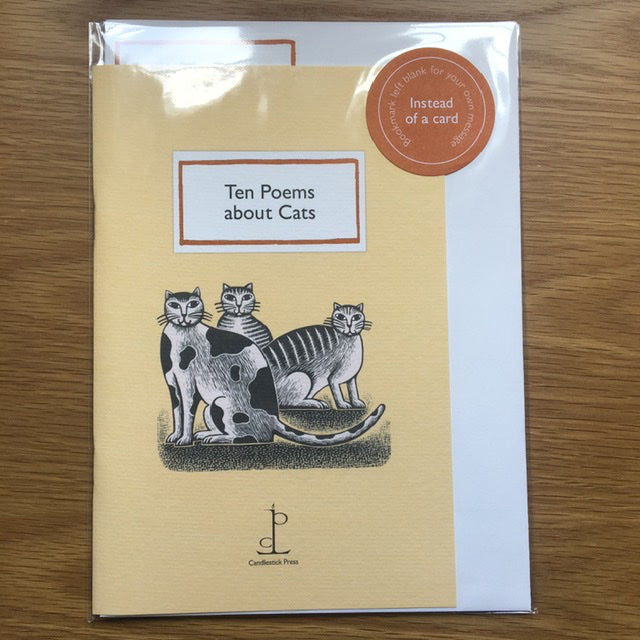 Bookmark left blank for your own message
Instead
of a card
Ten Poems
about Cats
Candlestick Press